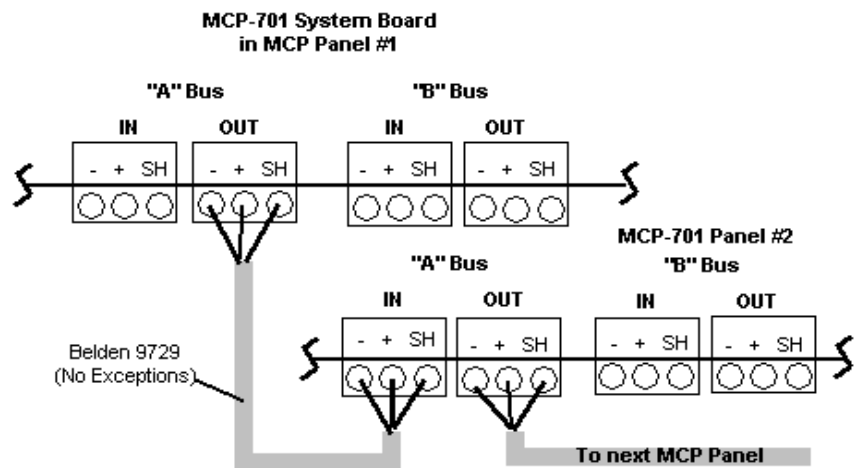 MCP-701 System Board
in MCP Panel #1
"A" Bus
"B" Bus
IN
OUT
IN
OUT
- + SH
- + SH
- + SH
- + SH
MCP-701 Panel #2
"A" Bus
"B" Bus
IN
OUT
IN
OUT
- + SH
- + SH
- + SH
- + SH
Belden 9729
(No Exceptions)
To next MCP Panel